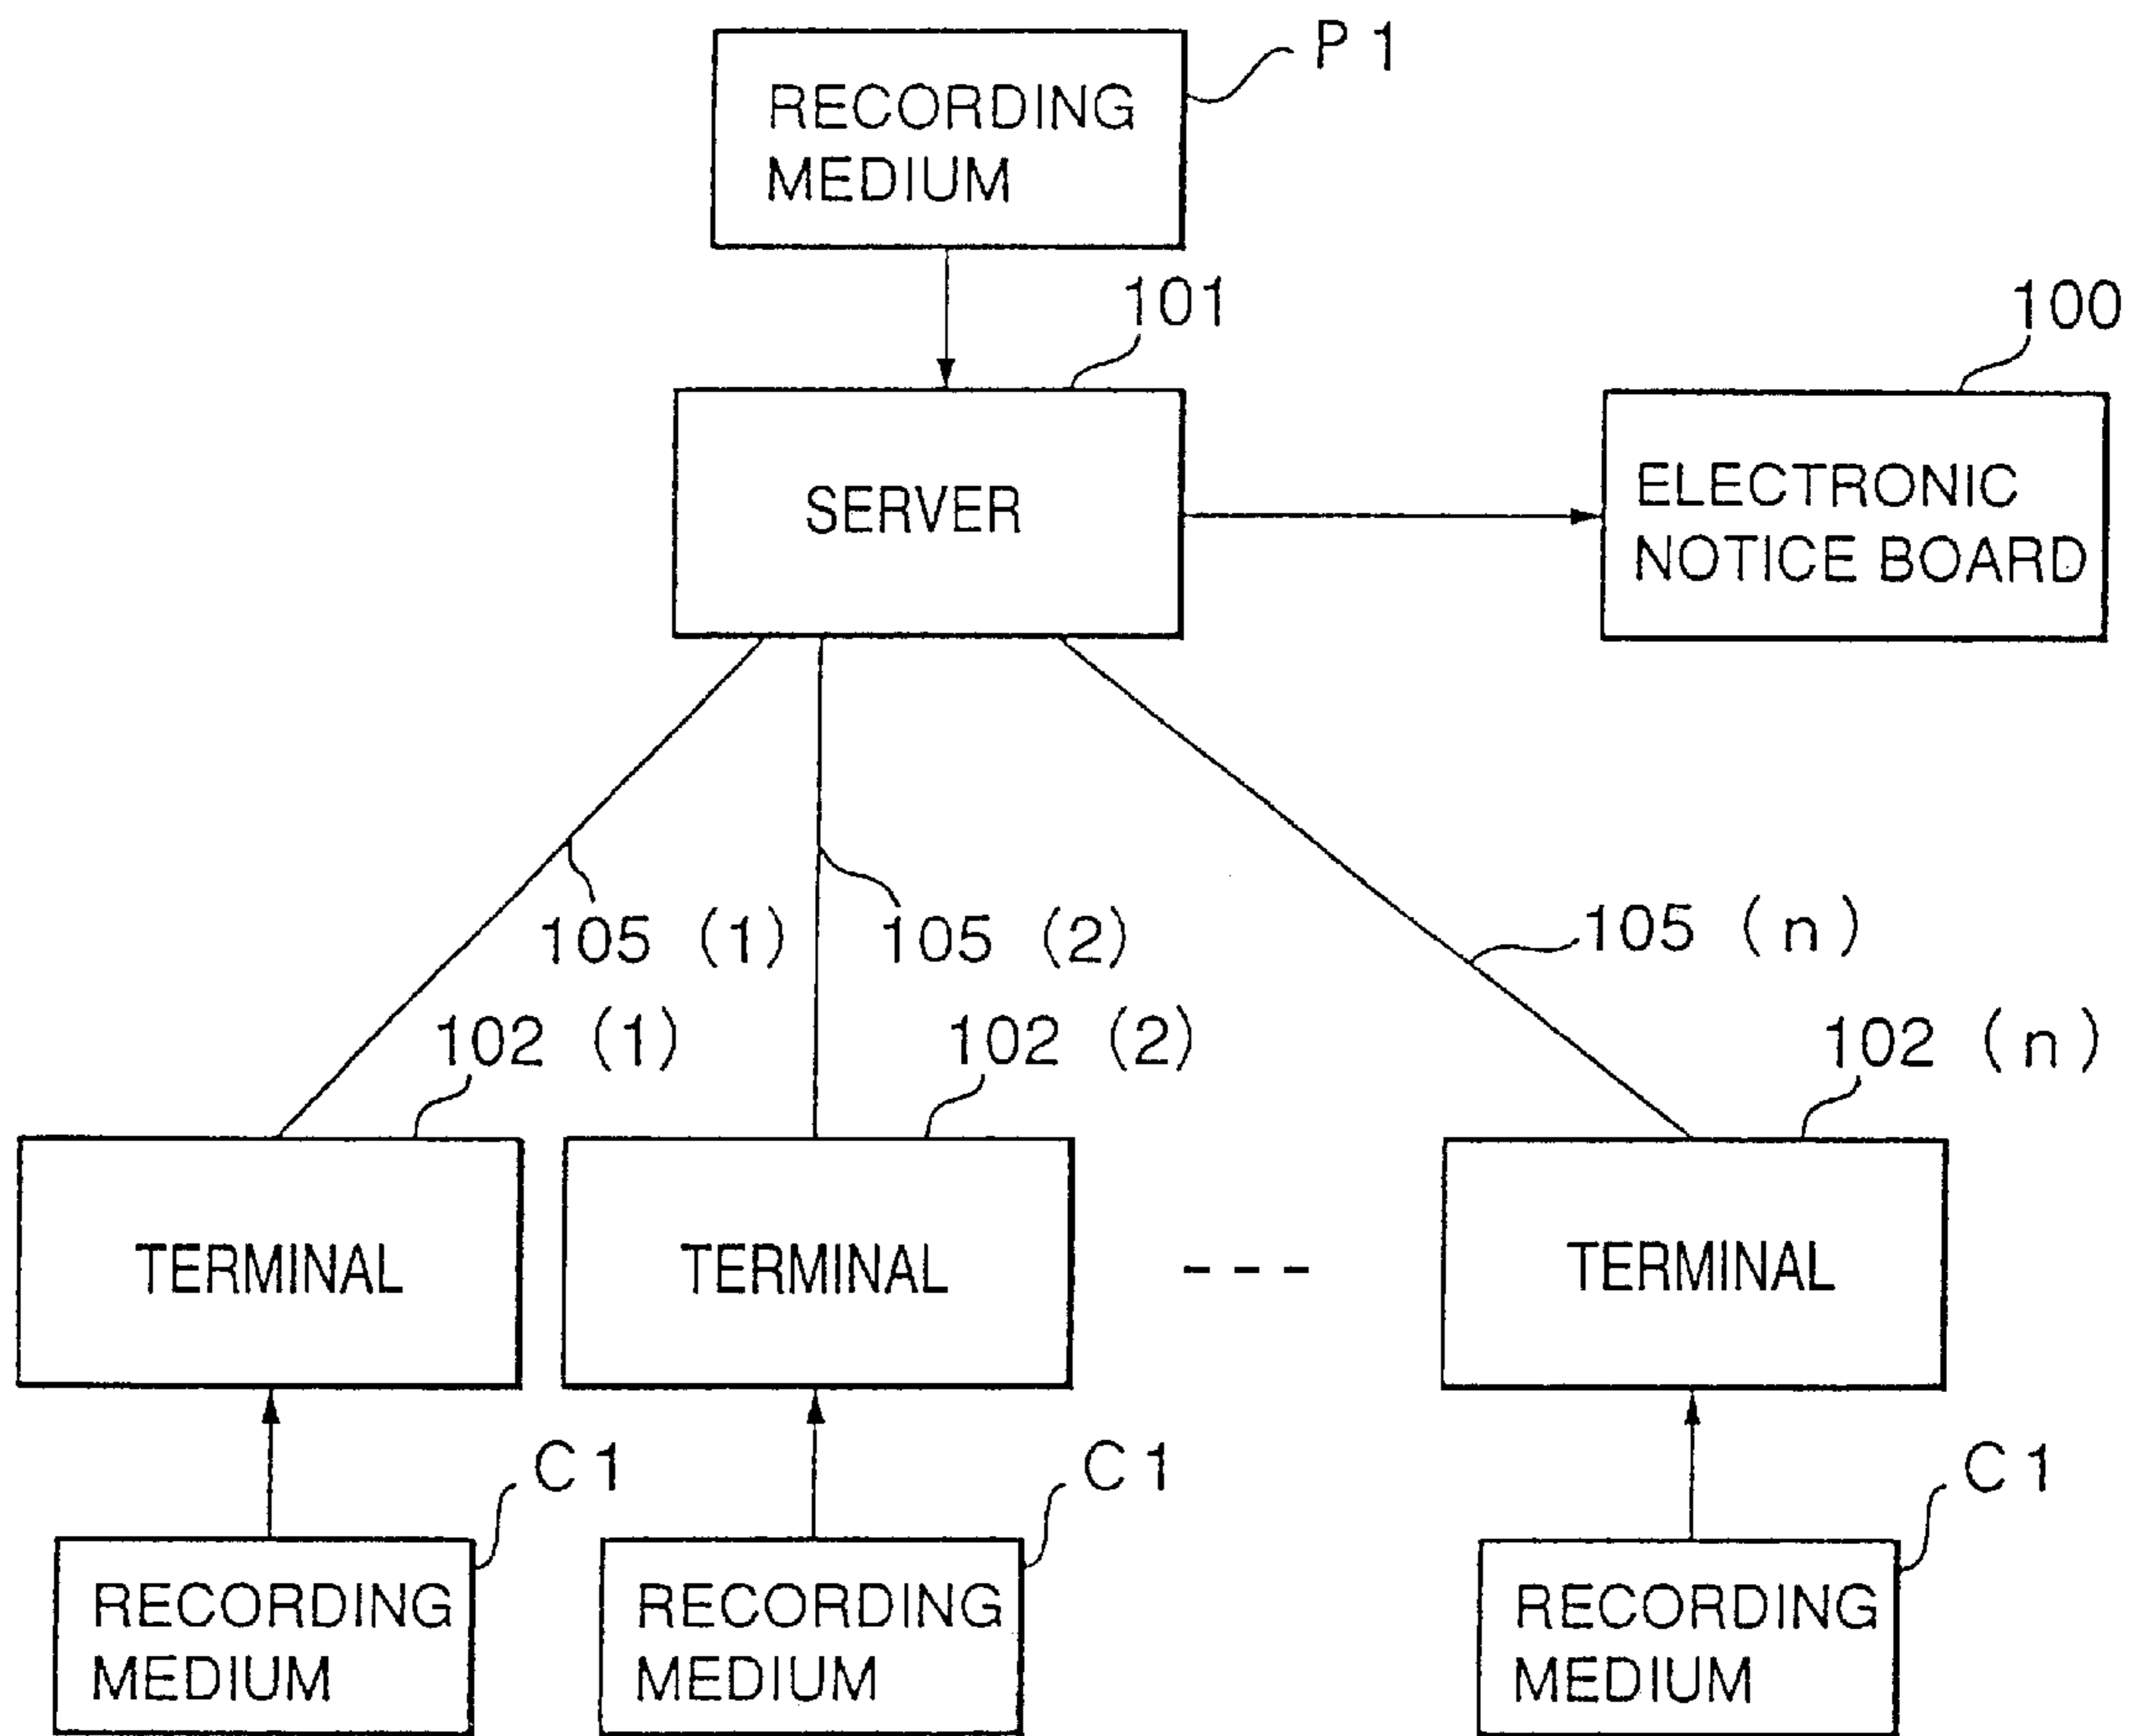 P1
RECORDING
MEDIUM
101
100
SERVER
ELECTRONIC
NOTICE BOARD
105 (1)
105 (2)
105 (n)
102 (1)
102 (2)
102 (n)
TERMINAL
TERMINAL
---
TERMINAL
C1
C1
C1
RECORDING
MEDIUM
RECORDING
MEDIUM
RECORDING
MEDIUM